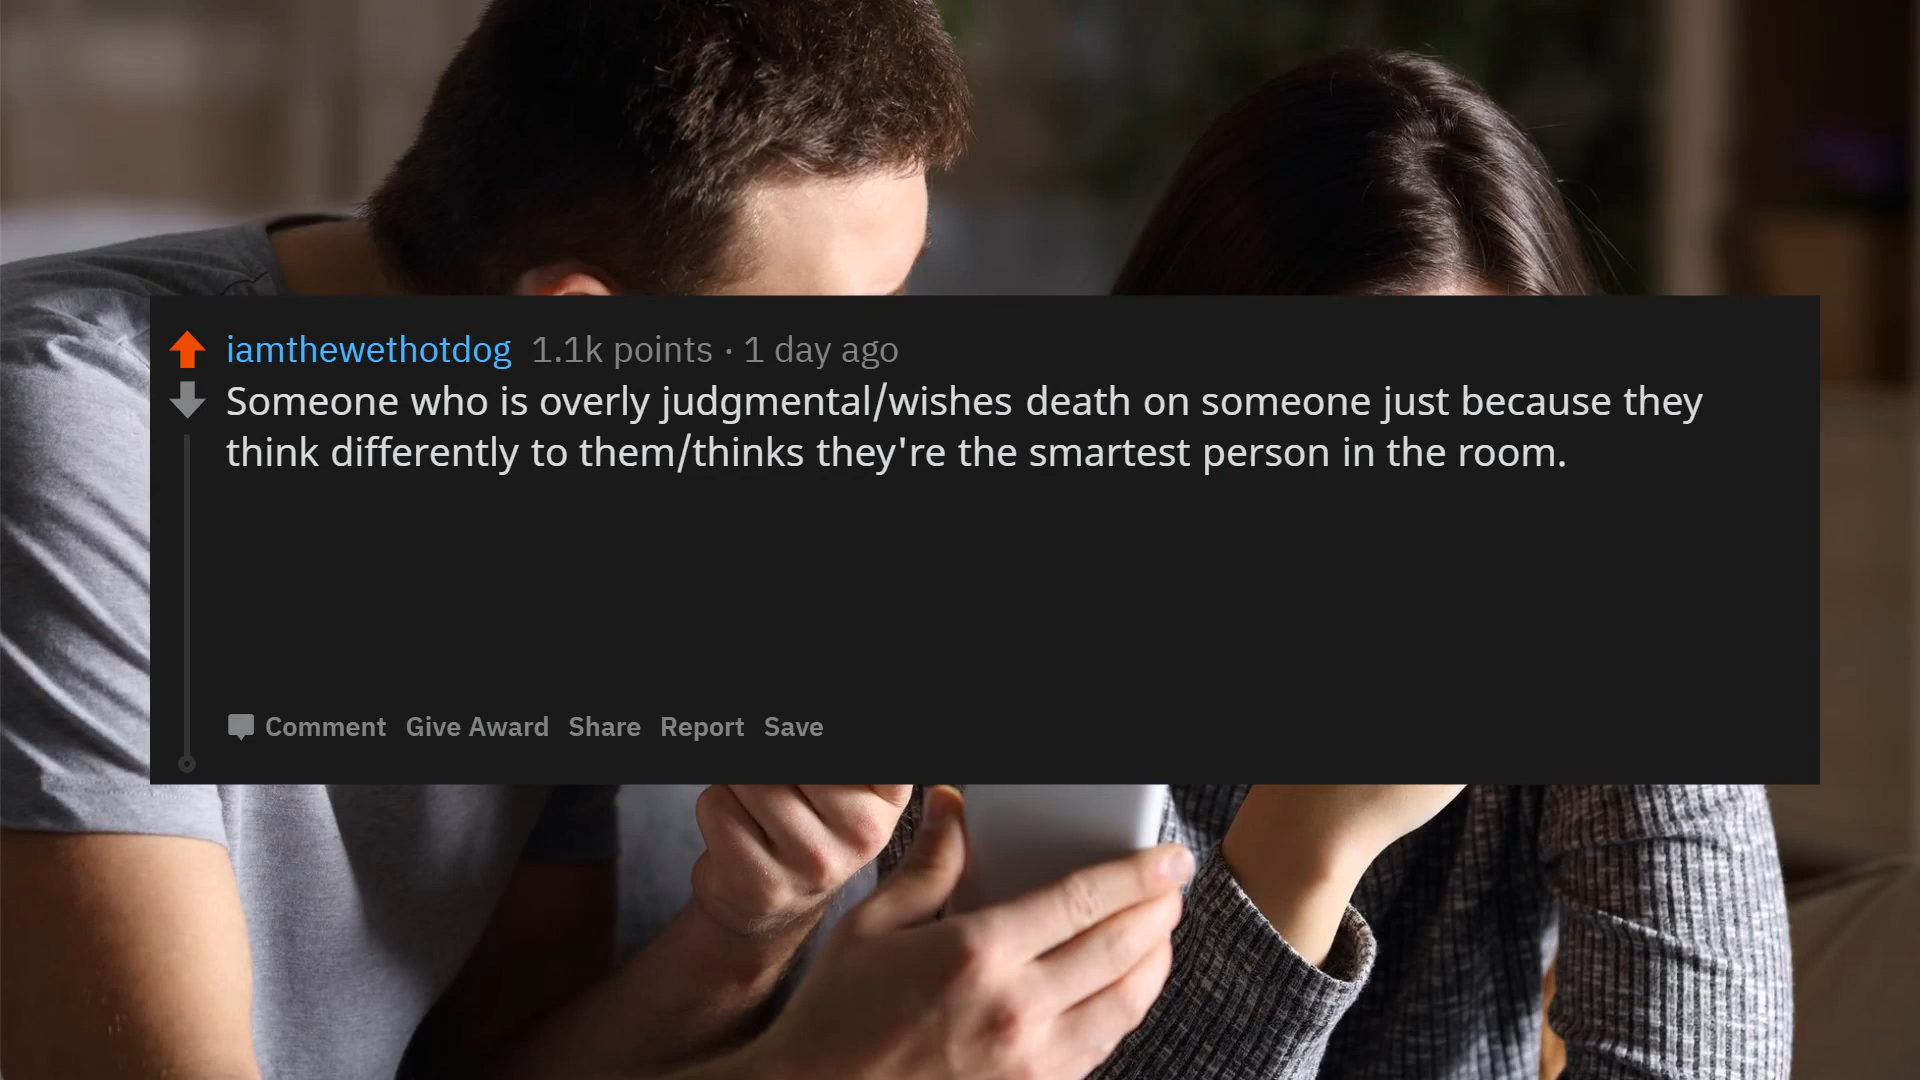 iamthewethotdog 1.1k points · 1 day ago
Someone who is overly judgmental/wishes death on someone just because they
think differently to them/thinks they're the smartest person in the room.
Comment Give Award Share Report Save